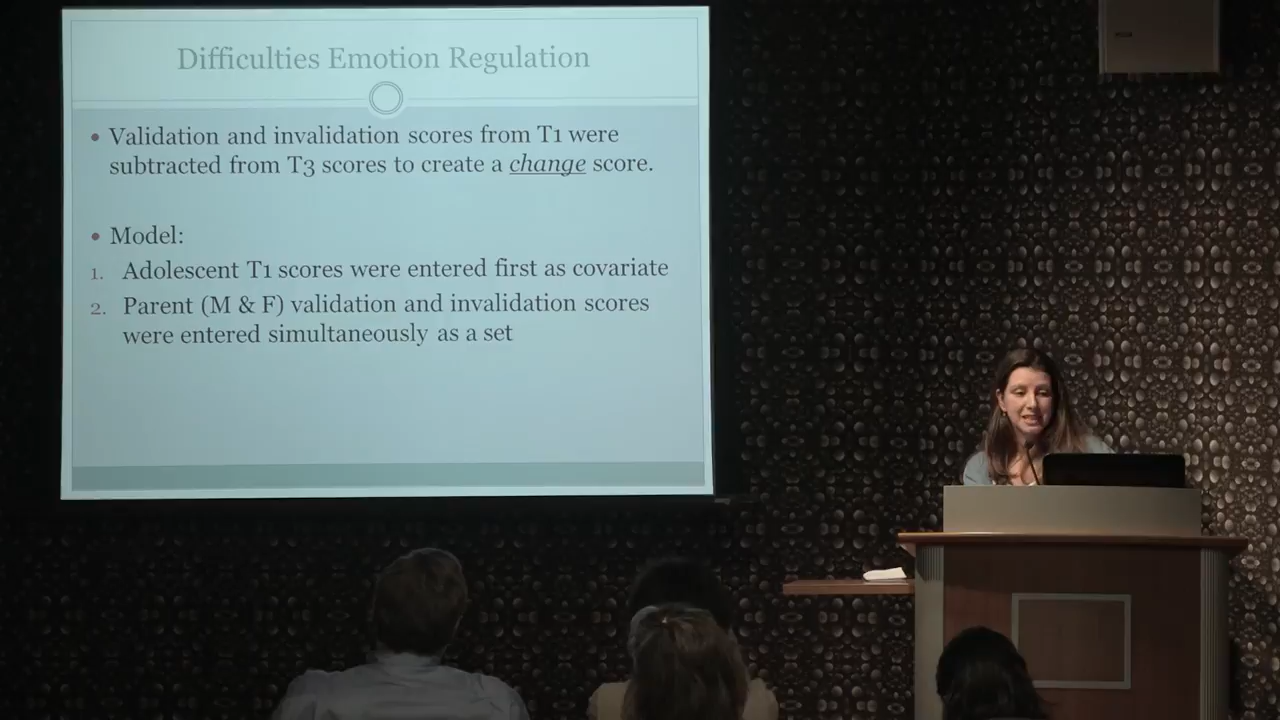 Difficulties Emotion Regulation
• Validation and invalidation scores from T1 were
subtracted from T3 scores to create a change score.
• Model:
1. Adolescent T1 scores were entered first as covariate
2. Parent (M & F) validation and invalidation scores
were entered simultaneously as a set